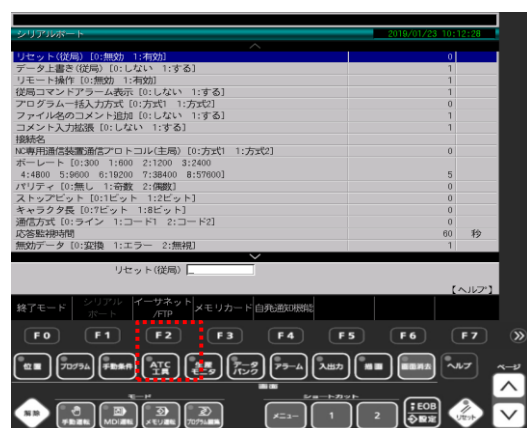 シリアルポート 2019/01/23 10:12:28
リセット(従局) [0:無効 1:有効] 0
データ上書き(従局) [0:しない 1:する] 1
リモート操作 [0:無効 1:有効] 1
従局コマンドアラーム表示 [0:しない 1:する] 1
プログラム一括入力方式 [0:方式1 1:方式2] 0
ファイル名のコメント追加 [0:しない 1:する] 1
コメント入力拡張 [0:しない 1:する] 1
接続名
NC専用通信装置通信プロトコル(主局) [0:方式1 1:方式2] 0
ボーレート [0:300 1:600 2:1200 3:2400
4:4800 5:9600 6:19200 7:38400 8:57600] 5
パリティ [0:無し 1:奇数 2:偶数] 0
ストップビット [0:1ビット 1:2ビット] 0
キャラクタ長 [0:7ビット 1:8ビット] 0
通信方式 [0:ライン 1:コード1 2:コード2] 0
応答監視時間 60 秒
無効データ [0:変換 1:エラー 2:無視] 1
リセット(従局)
【ヘルプ】
終了モード シリアルポート イーサネット/FTP メモリカード 自発通知機能
F0 F1 F2 F3 F4 F5 F6 F7
位置 プログラム 手動条件 ATC工具 生産モニタ データバンク アラーム 入出力 描画 画面消去 ヘルプ ページ
画面
モード ショートカット
解除 手動運転 MDI運転 メモリ運転 プログラム編集 メニュー 1 2 EOB 設定 リセット